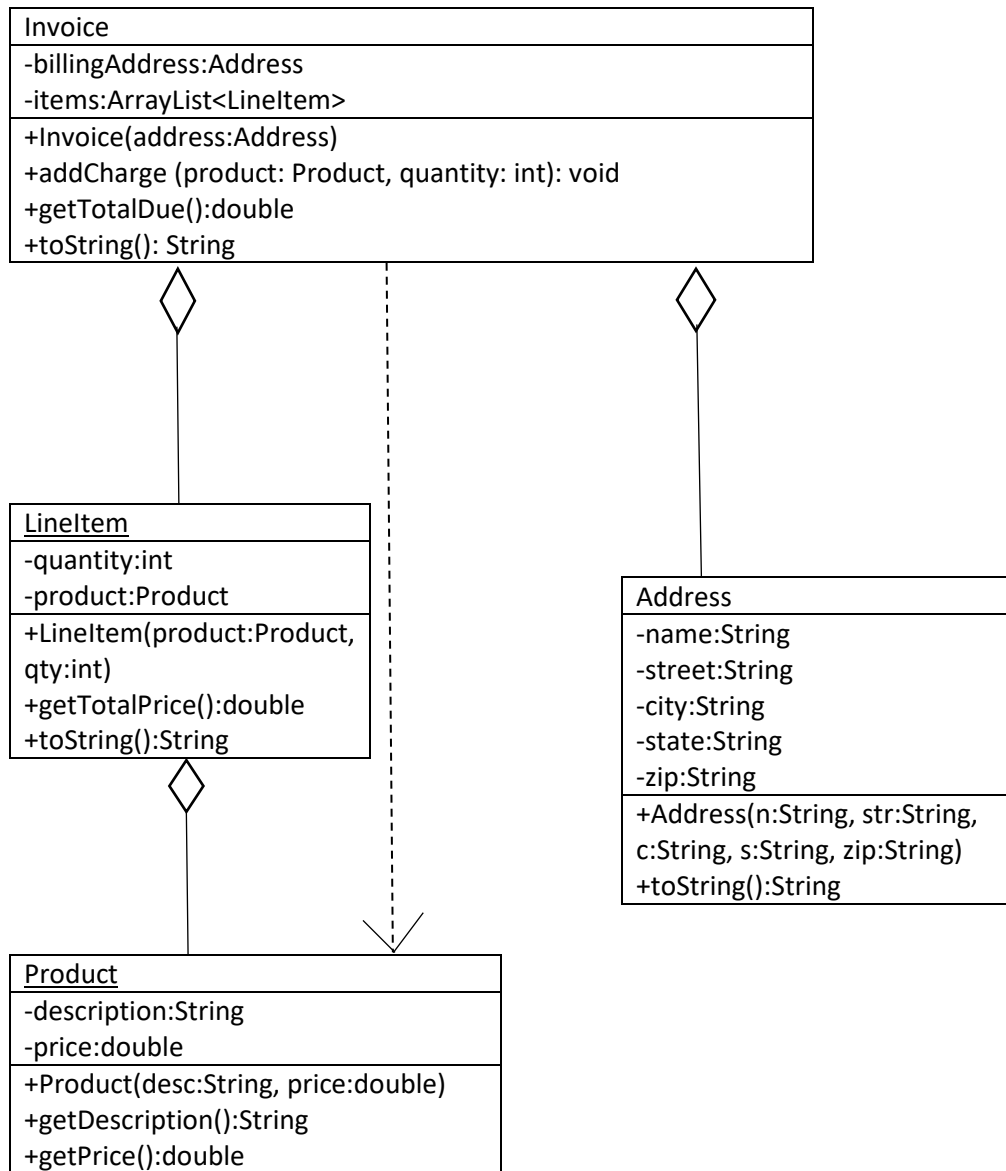 Invoice
-billingAddress:Address
-items:ArrayList<LineItem>
+Invoice(address:Address)
+addCharge (product: Product, quantity: int): void
+getTotalDue():double
+toString(): String
LineItem
-quantity:int
-product:Product
+LineItem(product:Product,
qty:int)
+getTotalPrice():double
+toString():String
Address
-name:String
-street:String
-city:String
-state:String
-zip:String
+Address(n:String, str:String,
c:String, s:String, zip:String)
+toString():String
Product
-description:String
-price:double
+Product(desc:String, price:double)
+getDescription():String
+getPrice():double